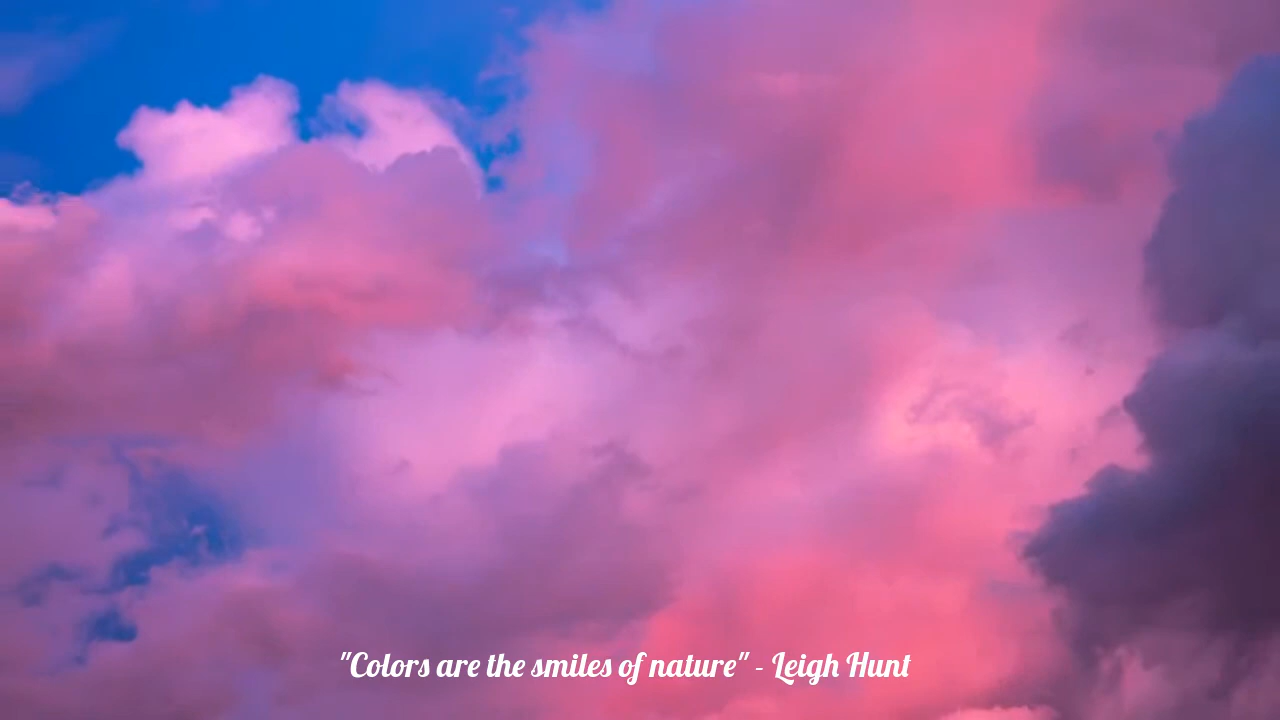 "Colors are the smiles of nature" - Leigh Hunt